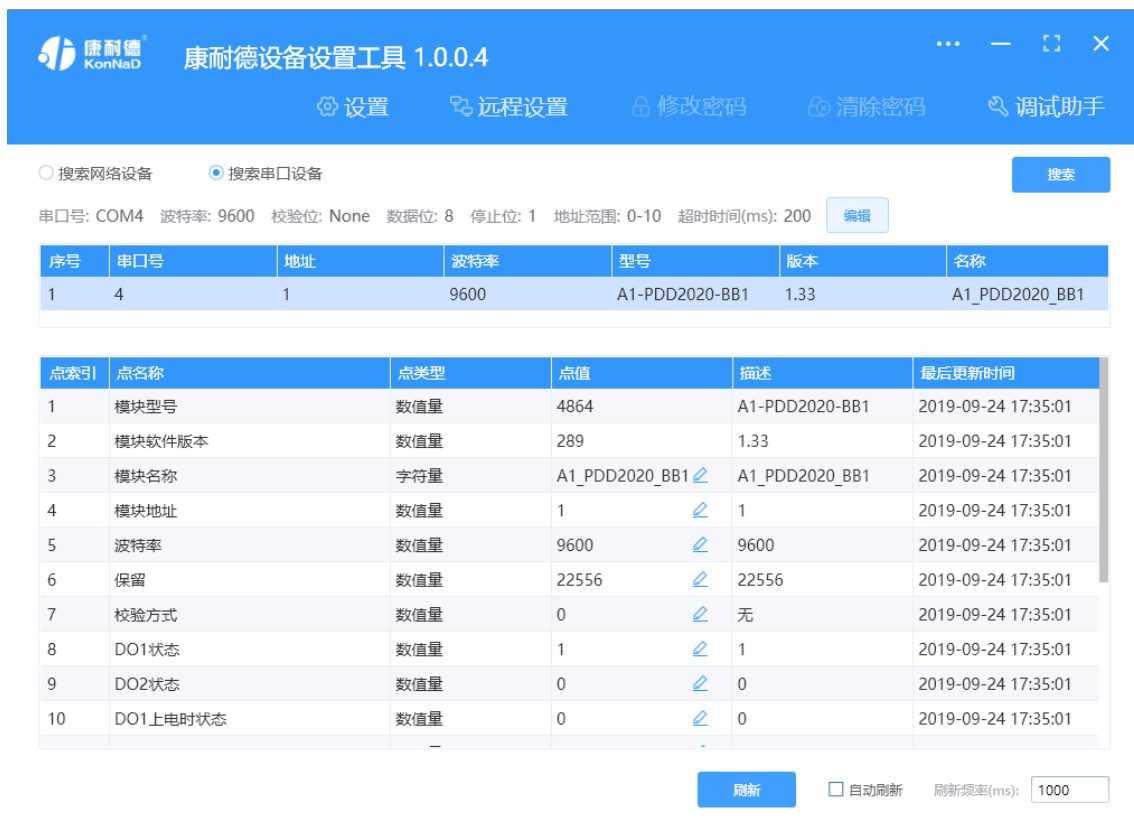 康耐德®
KonNaD
康耐德设备设置工具 1.0.0.4
设置 远程设置 修改密码 清除密码 调试助手
搜索网络设备 搜索串口设备 搜索
串口号: COM4 波特率: 9600 校验位: None 数据位: 8 停止位: 1 地址范围: 0-10 超时时间(ms): 200 编辑
序号 串口号 地址 波特率 型号 版本 名称
1 4 1 9600 A1-PDD2020-BB1 1.33 A1_PDD2020_BB1
点索引 点名称 点类型 点值 描述 最后更新时间
1 模块型号 数值量 4864 A1-PDD2020-BB1 2019-09-24 17:35:01
2 模块软件版本 数值量 289 1.33 2019-09-24 17:35:01
3 模块名称 字符量 A1_PDD2020_BB1 A1_PDD2020_BB1 2019-09-24 17:35:01
4 模块地址 数值量 1 1 2019-09-24 17:35:01
5 波特率 数值量 9600 9600 2019-09-24 17:35:01
6 保留 数值量 22556 22556 2019-09-24 17:35:01
7 校验方式 数值量 0 无 2019-09-24 17:35:01
8 DO1状态 数值量 1 1 2019-09-24 17:35:01
9 DO2状态 数值量 0 0 2019-09-24 17:35:01
10 DO1上电时状态 数值量 0 0 2019-09-24 17:35:01
刷新 自动刷新 刷新频率(ms): 1000